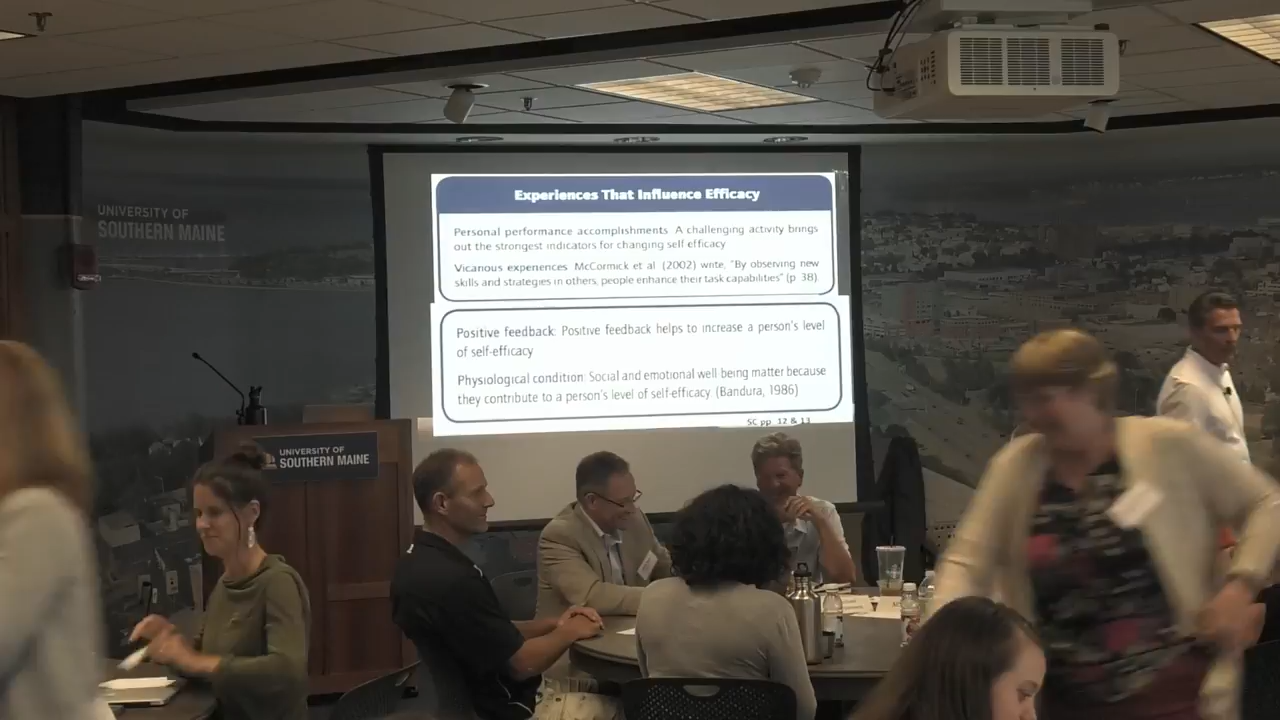 UNIVERSITY OF
SOUTHERN MAINE
Experiences That Influence Efficacy
Personal performance accomplishments A challenging activity brings
out the strongest indicators for changing self efficacy
Vicarious experiences McCormick et al (2002) write, "By observing new
skills and strategies in others, people enhance their task capabilities" (p 38).
Positive feedback: Positive feedback helps to increase a person's level
of self-efficacy
Physiological condition: Social and emotional well being matter because
they contribute to a person's level of self-efficacy (Bandura, 1986)
SC pp. 12 & 13
UNIVERSITY OF
SOUTHERN MAINE